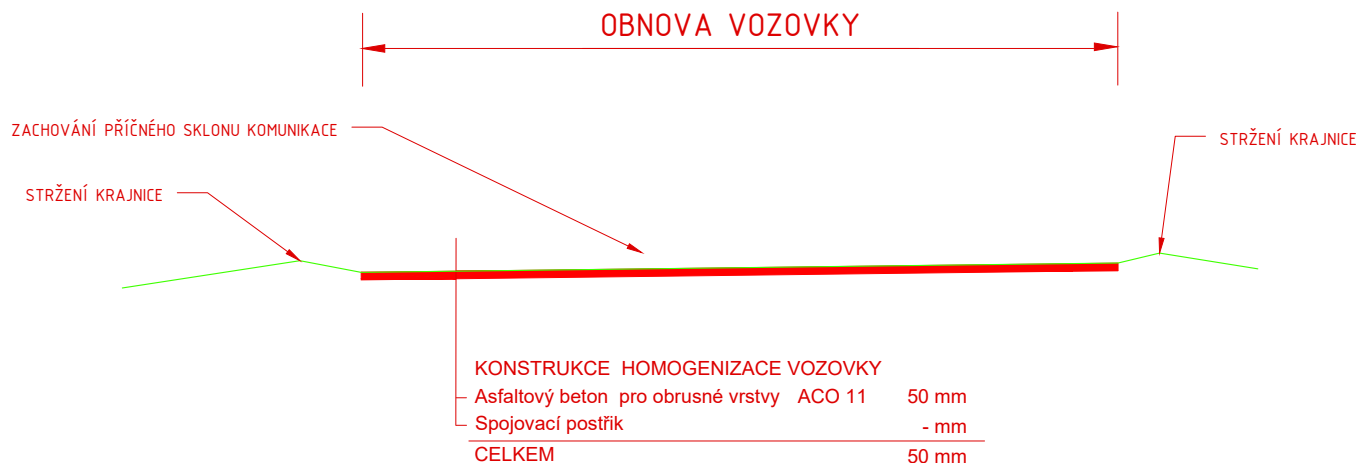 OBNOVA VOZOVKY
ZACHOVÁNÍ PŘÍČNÉHO SKLONU KOMUNIKACE
STRŽENÍ KRAJNICE
STRŽENÍ KRAJNICE
KONSTRUKCE HOMOGENIZACE VOZOVKY
Asfaltový beton pro obrusné vrstvy ACO 11 50 mm
Spojovací postřik - mm
CELKEM 50 mm